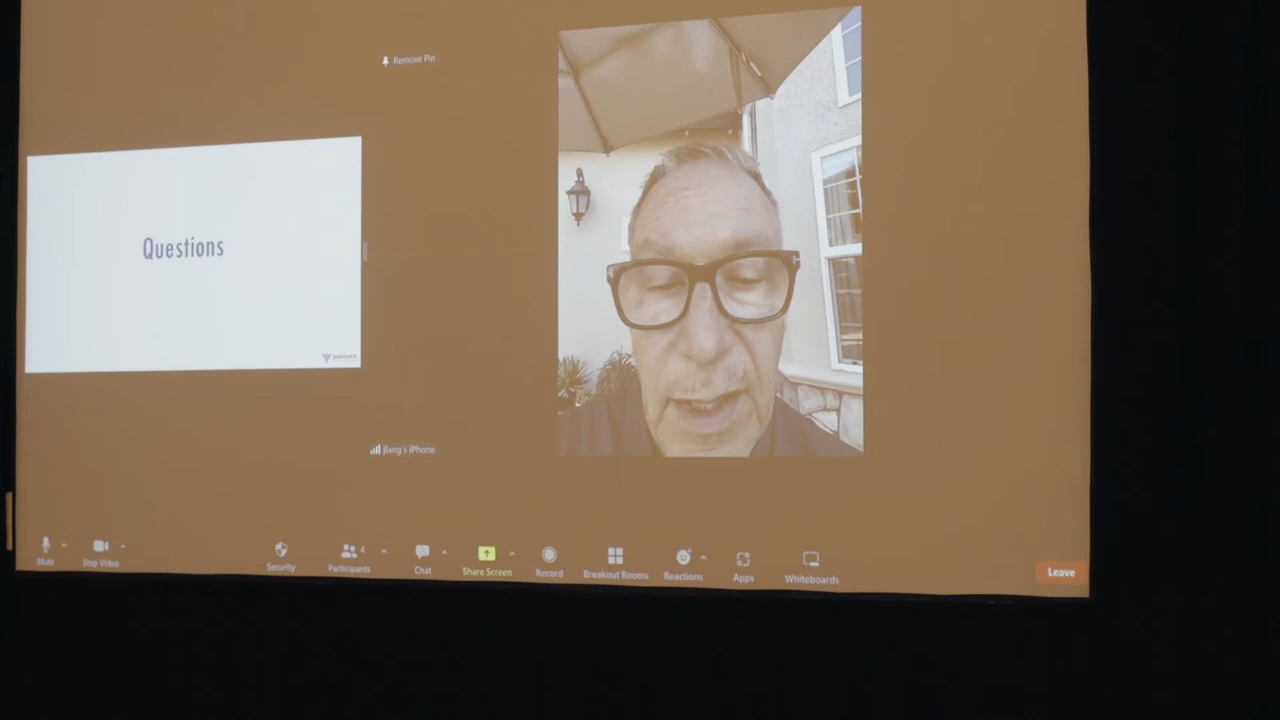 Remove Pin
Questions
jlang's iPhone
Mute
Stop Video
Security
Participants
4
Chat
Share Screen
Record
Breakout Rooms
Reactions
Apps
Whiteboards
Leave